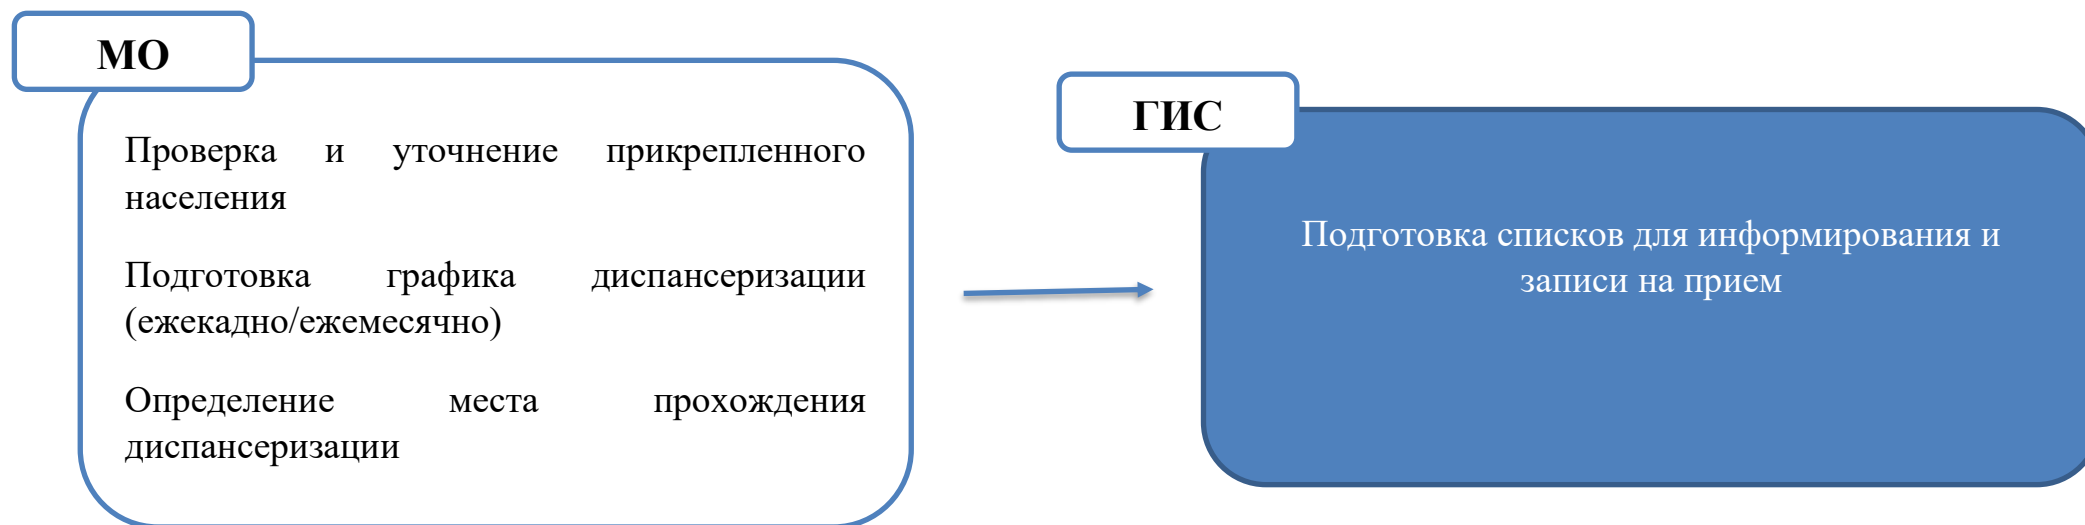 МО
Проверка и уточнение прикрепленного
населения
Подготовка графика диспансеризации
(ежекадно/ежемесячно)
Определение места прохождения
диспансеризации
ГИС
Подготовка списков для информирования и
записи на прием